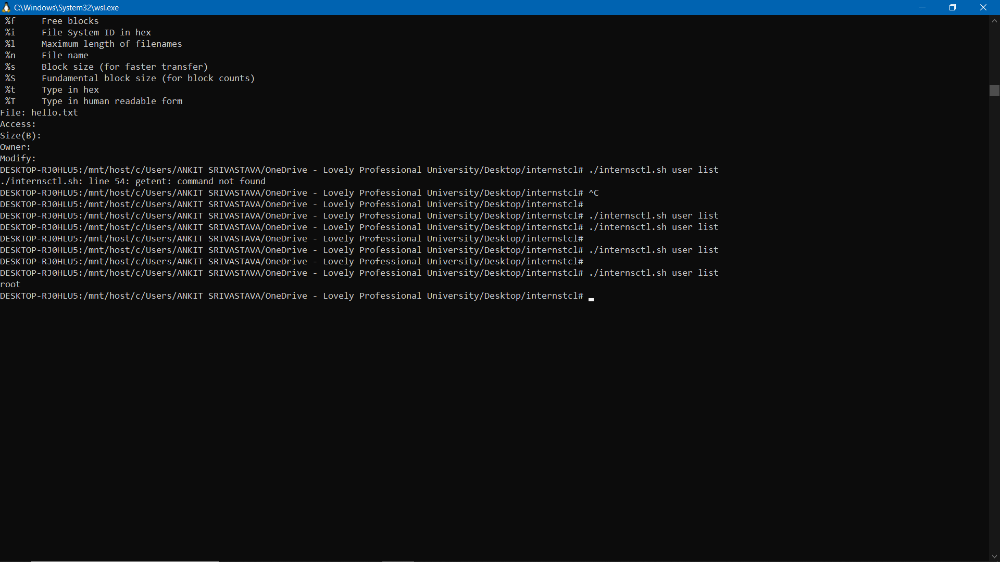 C:\Windows\System32\wsl.exe
%f     Free blocks
%i     File System ID in hex
%l     Maximum length of filenames
%n     File name
%s     Block size (for faster transfer)
%S     Fundamental block size (for block counts)
%t     Type in hex
%T     Type in human readable form
File: hello.txt
Access:
Size(B):
Owner:
Modify:
DESKTOP-RJ0HLU5:/mnt/host/c/Users/ANKIT SRIVASTAVA/OneDrive - Lovely Professional University/Desktop/internstcl# ./internsctl.sh user list
./internsctl.sh: line 54: getent: command not found
DESKTOP-RJ0HLU5:/mnt/host/c/Users/ANKIT SRIVASTAVA/OneDrive - Lovely Professional University/Desktop/internstcl# ^C
DESKTOP-RJ0HLU5:/mnt/host/c/Users/ANKIT SRIVASTAVA/OneDrive - Lovely Professional University/Desktop/internstcl#
DESKTOP-RJ0HLU5:/mnt/host/c/Users/ANKIT SRIVASTAVA/OneDrive - Lovely Professional University/Desktop/internstcl# ./internsctl.sh user list
DESKTOP-RJ0HLU5:/mnt/host/c/Users/ANKIT SRIVASTAVA/OneDrive - Lovely Professional University/Desktop/internstcl# ./internsctl.sh user list
DESKTOP-RJ0HLU5:/mnt/host/c/Users/ANKIT SRIVASTAVA/OneDrive - Lovely Professional University/Desktop/internstcl#
DESKTOP-RJ0HLU5:/mnt/host/c/Users/ANKIT SRIVASTAVA/OneDrive - Lovely Professional University/Desktop/internstcl# ./internsctl.sh user list
DESKTOP-RJ0HLU5:/mnt/host/c/Users/ANKIT SRIVASTAVA/OneDrive - Lovely Professional University/Desktop/internstcl#
DESKTOP-RJ0HLU5:/mnt/host/c/Users/ANKIT SRIVASTAVA/OneDrive - Lovely Professional University/Desktop/internstcl# ./internsctl.sh user list
root
DESKTOP-RJ0HLU5:/mnt/host/c/Users/ANKIT SRIVASTAVA/OneDrive - Lovely Professional University/Desktop/internstcl#